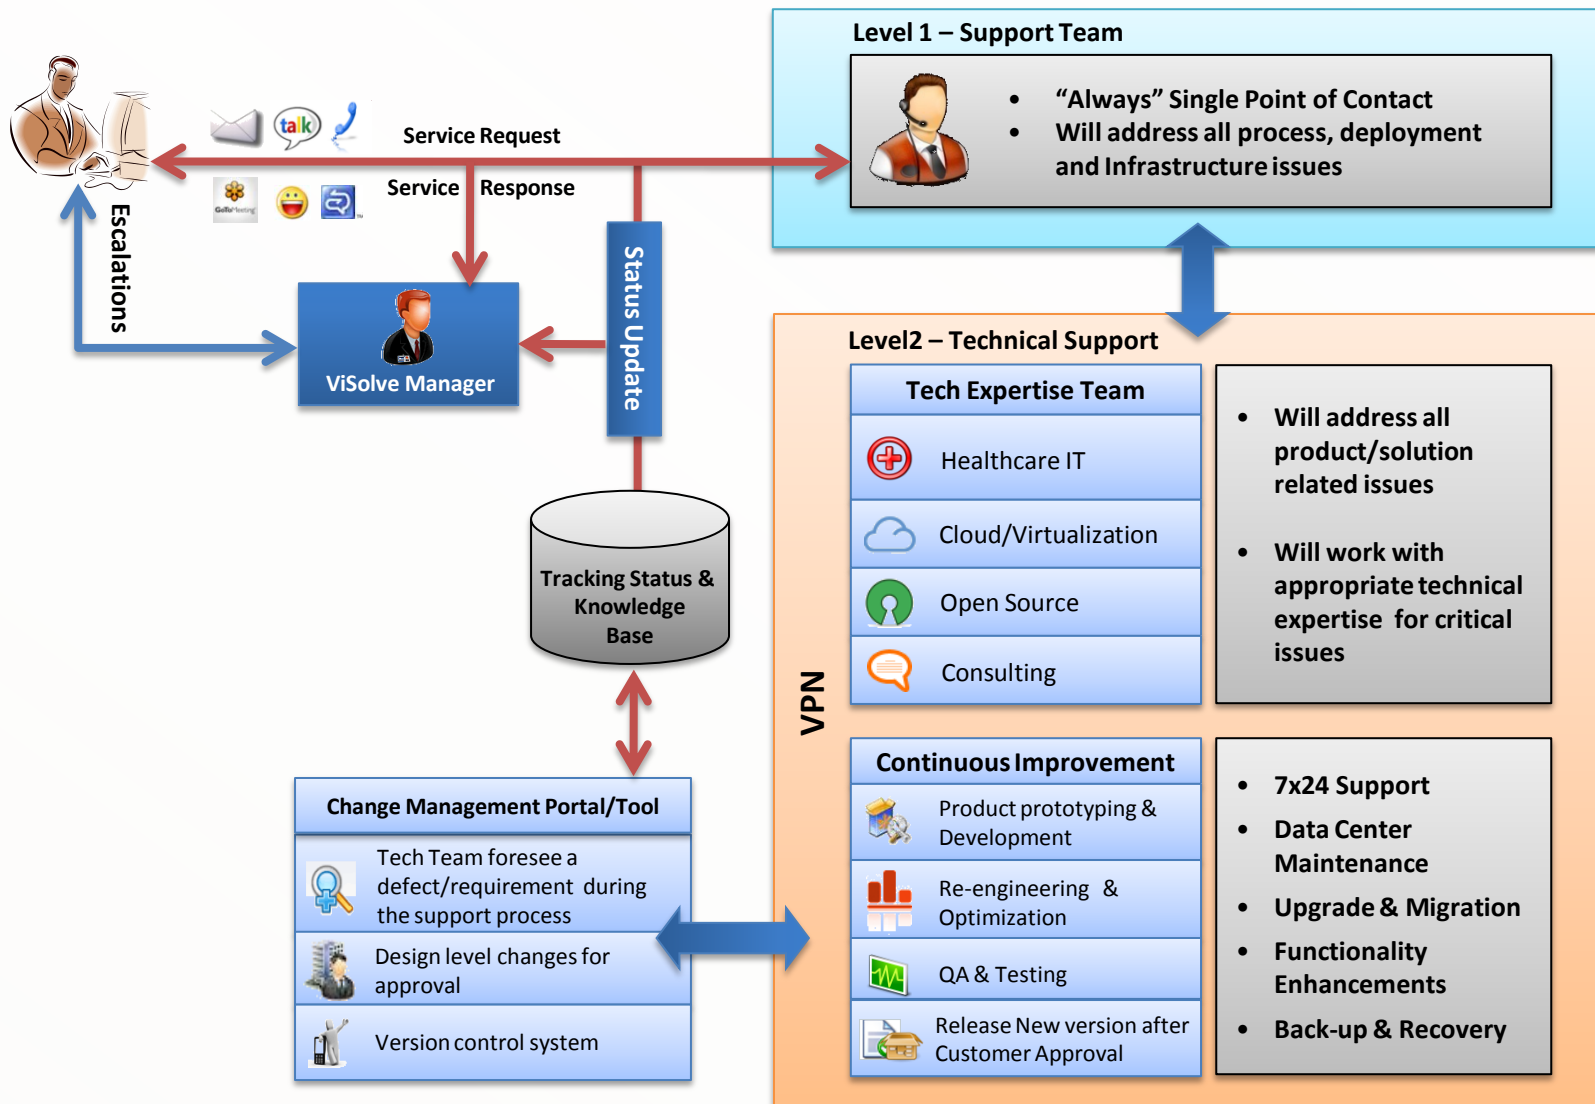 Level 1 – Support Team
• “Always” Single Point of Contact
• Will address all process, deployment
and Infrastructure issues
talk
Service Request
Service Response
GoToMeeting
Escalations
Status Update
ViSolve Manager
Tracking Status &
Knowledge
Base
Change Management Portal/Tool
Tech Team foresee a
defect/requirement during
the support process
Design level changes for
approval
Version control system
Level2 – Technical Support
VPN
Tech Expertise Team
Healthcare IT
Cloud/Virtualization
Open Source
Consulting
• Will address all
product/solution
related issues
• Will work with
appropriate technical
expertise for critical
issues
Continuous Improvement
Product prototyping &
Development
Re-engineering &
Optimization
QA & Testing
Release New version after
Customer Approval
• 7x24 Support
• Data Center
Maintenance
• Upgrade & Migration
• Functionality
Enhancements
• Back-up & Recovery